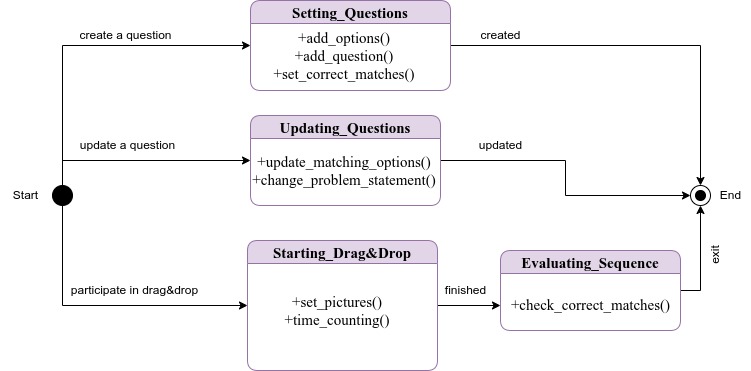 Setting_Questions
create a question
+add_options()
created
+add_question()
+set_correct_matches()
Updating_Questions
update a question
updated
+update_matching_options()
+change_problem_statement()
Start
End
Starting_Drag&Drop
Evaluating_Sequence
exit
participate in drag&drop
finished
+set_pictures()
+check_correct_matches()
+time_counting()